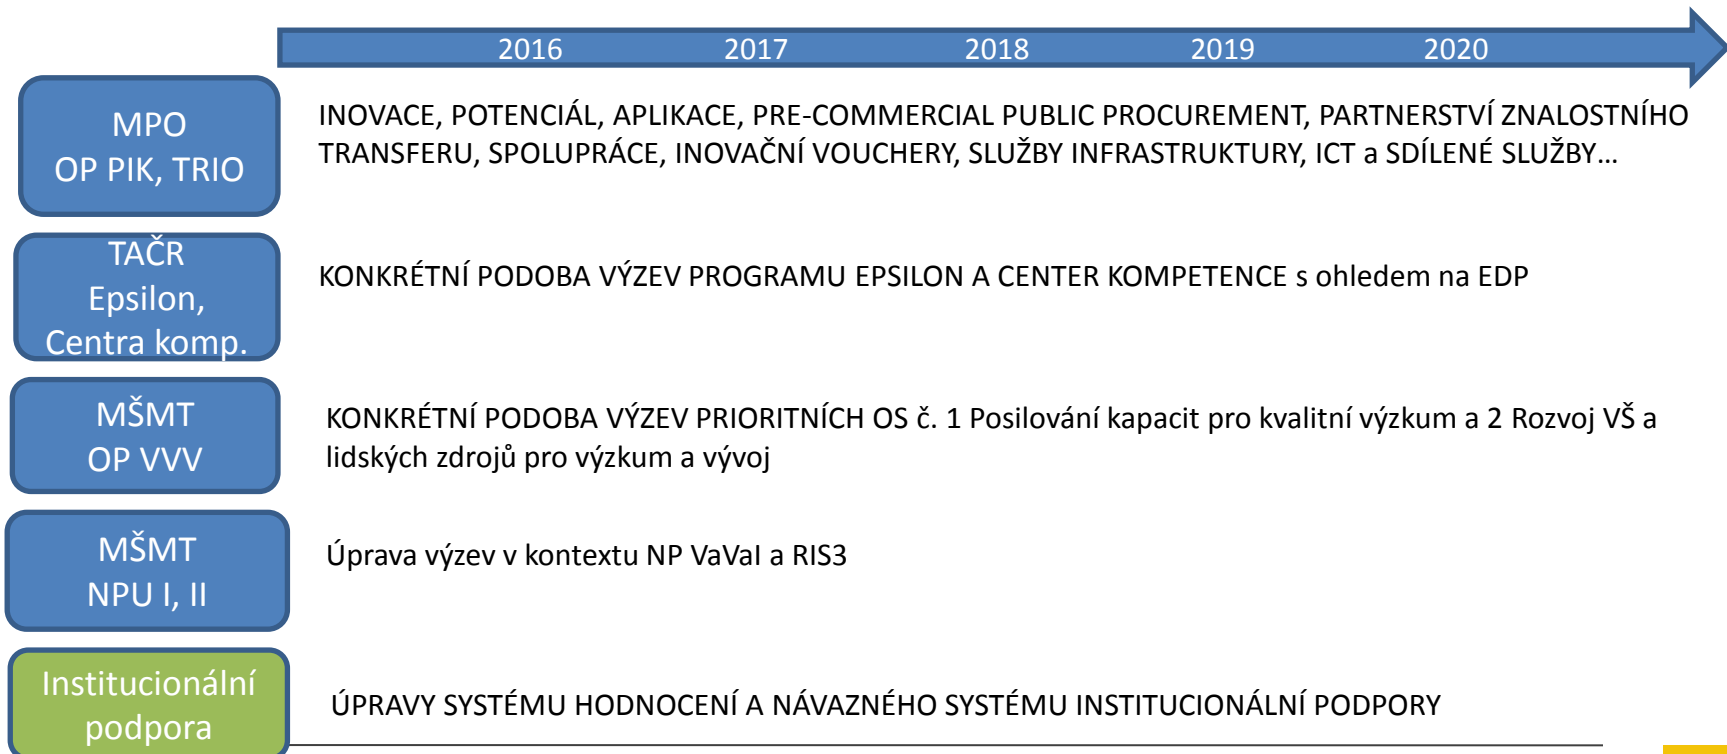 2016 2017 2018 2019 2020
MPO
OP PIK, TRIO
INOVACE, POTENCIÁL, APLIKACE, PRE-COMMERCIAL PUBLIC PROCUREMENT, PARTNERSTVÍ ZNALOSTNÍHO
TRANSFERU, SPOLUPRÁCE, INOVAČNÍ VOUCHERY, SLUŽBY INFRASTRUKTURY, ICT a SDÍLENÉ SLUŽBY…
TAČR
Epsilon,
Centra komp.
KONKRÉTNÍ PODOBA VÝZEV PROGRAMU EPSILON A CENTER KOMPETENCE s ohledem na EDP
MŠMT
OP VVV
KONKRÉTNÍ PODOBA VÝZEV PRIORITNÍCH OS č. 1 Posilování kapacit pro kvalitní výzkum a 2 Rozvoj VŠ a
lidských zdrojů pro výzkum a vývoj
MŠMT
NPU I, II
Úprava výzev v kontextu NP VaVaI a RIS3
Institucionální
podpora
ÚPRAVY SYSTÉMU HODNOCENÍ A NÁVAZNÉHO SYSTÉMU INSTITUCIONÁLNÍ PODPORY